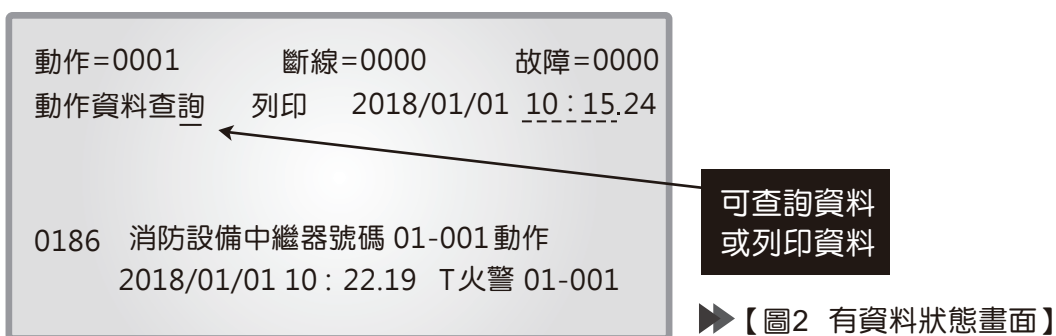 動作=0001 斷線=0000 故障=0000
動作資料查詢 列印 2018/01/01 10：15.24
0186 消防設備中繼器號碼 01-001動作
2018/01/01 10：22.19 T火警 01-001
可查詢資料
或列印資料
【圖2 有資料狀態畫面】